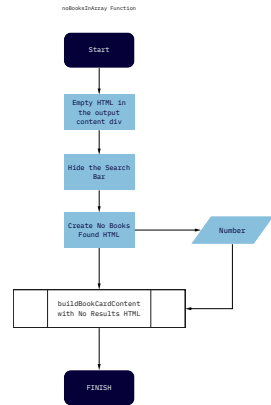 noBooksInArray Function
Start
Empty HTML in
the output
content div
Hide the Search
Bar
Create No Books
Found HTML
Number
buildBookCardContent
with No Results HTML
FINISH